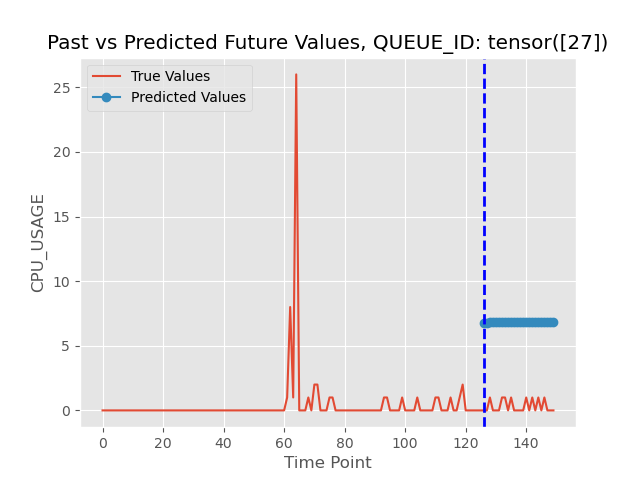 Past vs Predicted Future Values, QUEUE_ID: tensor([27])
True Values
Predicted Values
CPU_USAGE
25
20
15
10
5
0
0 20 40 60 80 100 120 140
Time Point